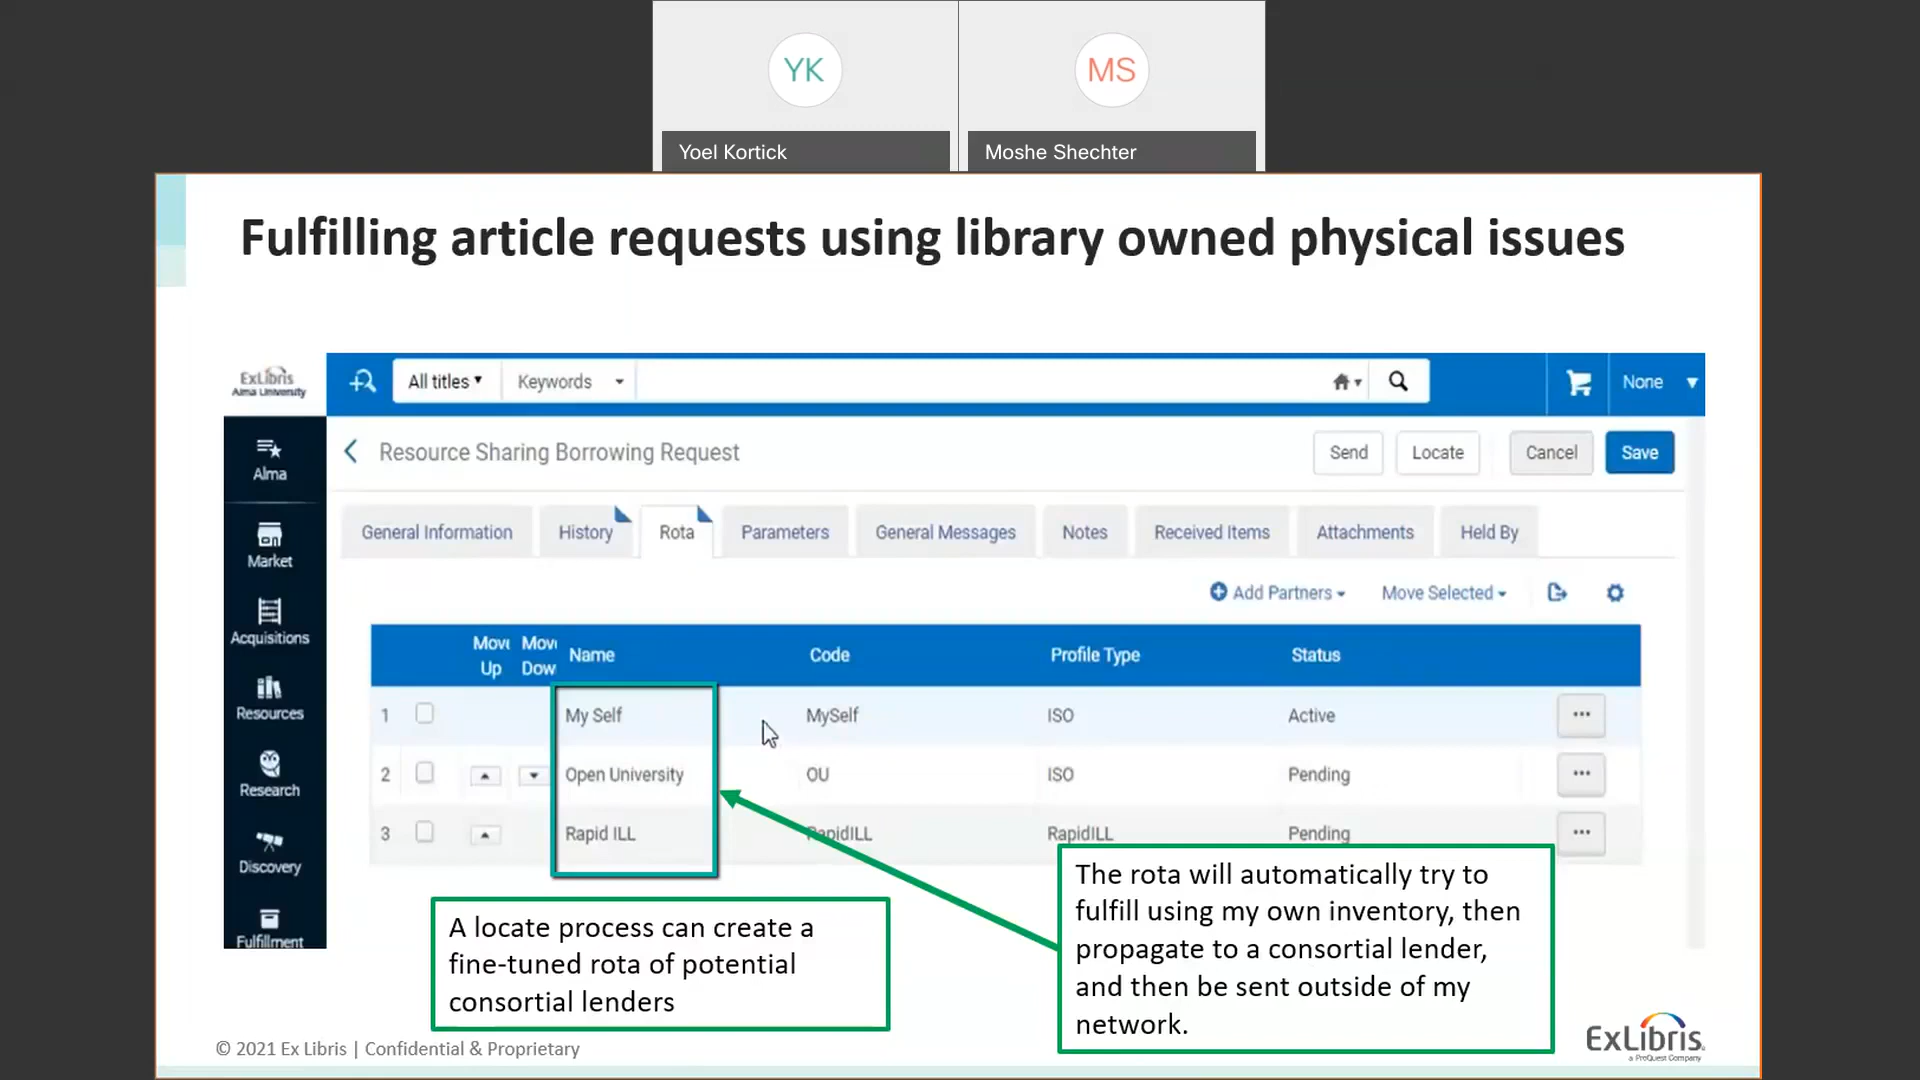 YK
MS
Yoel Kortick
Moshe Shechter
Fulfilling article requests using library owned physical issues
ExLibris
Alma University
All titles
Keywords
None
Alma
Market
Acquisitions
Resources
Research
Discovery
Fulfillment
Resource Sharing Borrowing Request
Send
Locate
Cancel
Save
General Information
History
Rota
Parameters
General Messages
Notes
Received Items
Attachments
Held By
Add Partners
Move Selected
Move Up
Move Dow
Name
Code
Profile Type
Status
1 My Self MySelf ISO Active
2 Open University OU ISO Pending
3 Rapid ILL RapidILL RapidILL Pending
A locate process can create a
fine-tuned rota of potential
consortial lenders
The rota will automatically try to
fulfill using my own inventory, then
propagate to a consortial lender,
and then be sent outside of my
network.
© 2021 Ex Libris | Confidential & Proprietary
ExLibris
a ProQuest Company